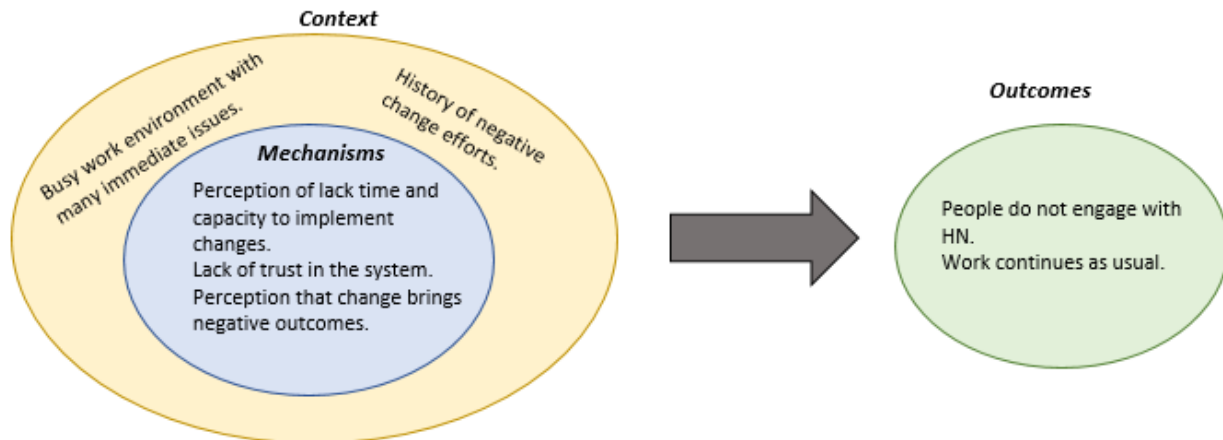 Context
Busy work environment with
many immediate issues.
History of negative
change efforts.
Mechanisms
Perception of lack time and
capacity to implement
changes.
Lack of trust in the system.
Perception that change brings
negative outcomes.
Outcomes
People do not engage with
HN.
Work continues as usual.